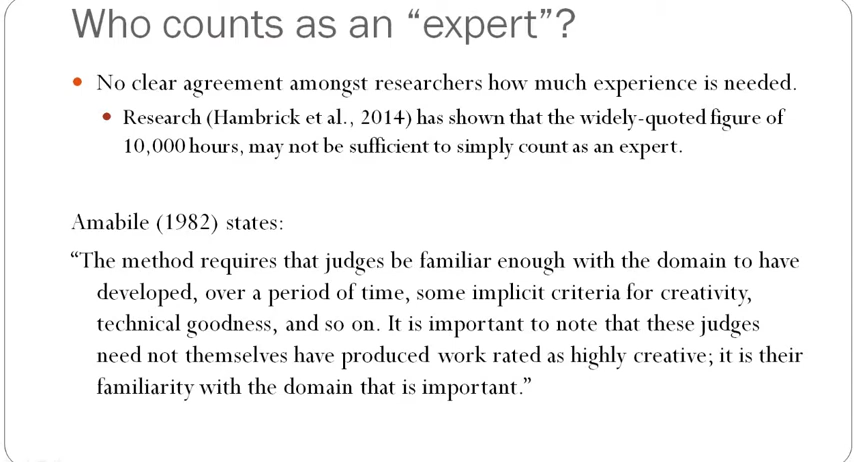 Who counts as an “expert”?
• No clear agreement amongst researchers how much experience is needed.
• Research (Hambrick et al., 2014) has shown that the widely-quoted figure of
10,000 hours, may not be sufficient to simply count as an expert.
Amabile (1982) states:
“The method requires that judges be familiar enough with the domain to have
developed, over a period of time, some implicit criteria for creativity,
technical goodness, and so on. It is important to note that these judges
need not themselves have produced work rated as highly creative; it is their
familiarity with the domain that is important.”